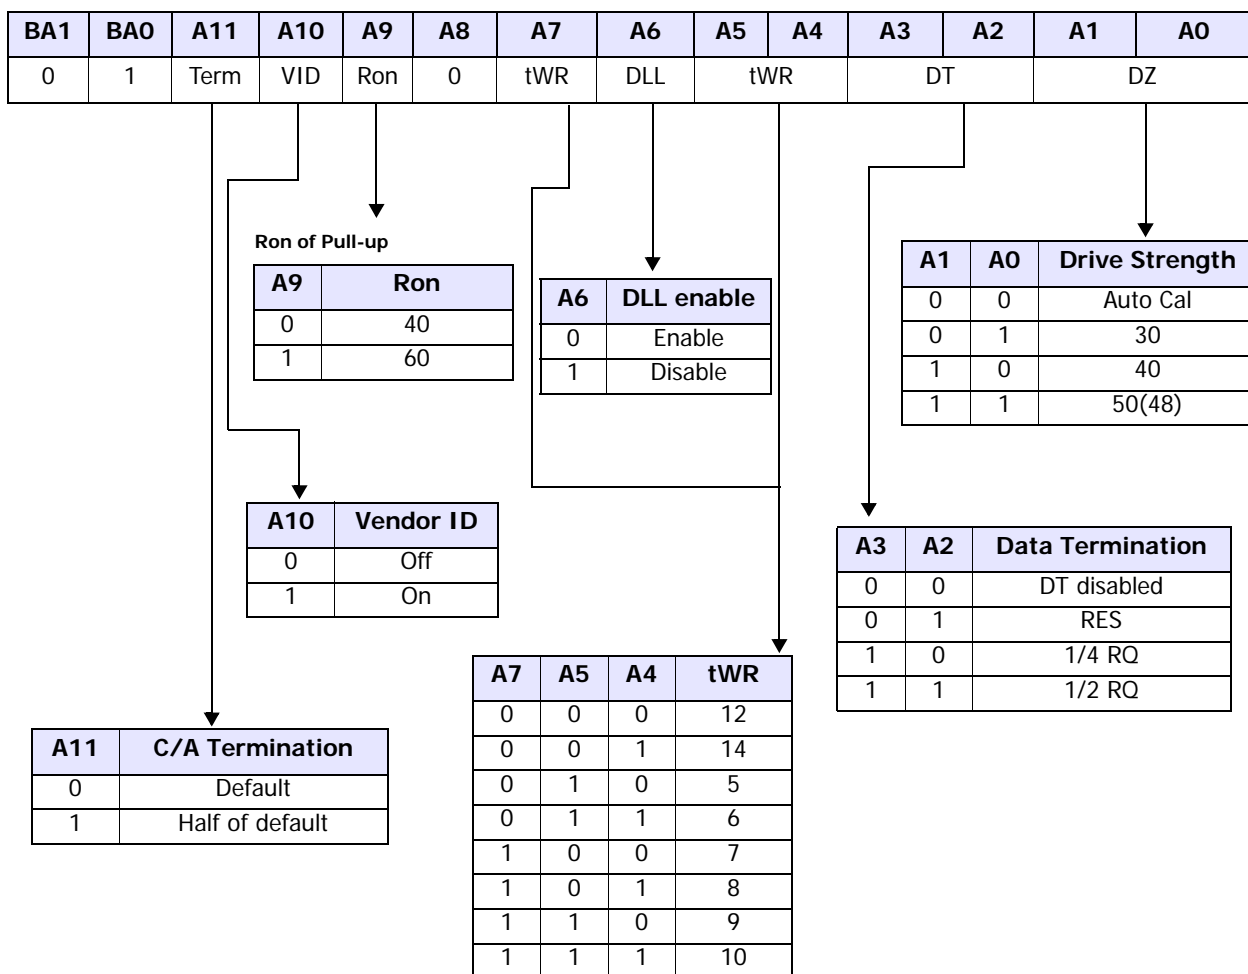 BA1 BA0 A11 A10 A9 A8 A7 A6 A5 A4 A3 A2 A1 A0
0 1 Term VID Ron 0 tWR DLL tWR DT DZ
Ron of Pull-up
A9 Ron
0 40
1 60
A6 DLL enable
0 Enable
1 Disable
A1 A0 Drive Strength
0 0 Auto Cal
0 1 30
1 0 40
1 1 50(48)
A10 Vendor ID
0 Off
1 On
A3 A2 Data Termination
0 0 DT disabled
0 1 RES
1 0 1/4 RQ
1 1 1/2 RQ
A7 A5 A4 tWR
0 0 0 12
0 0 1 14
0 1 0 5
0 1 1 6
1 0 0 7
1 0 1 8
1 1 0 9
1 1 1 10
A11 C/A Termination
0 Default
1 Half of default